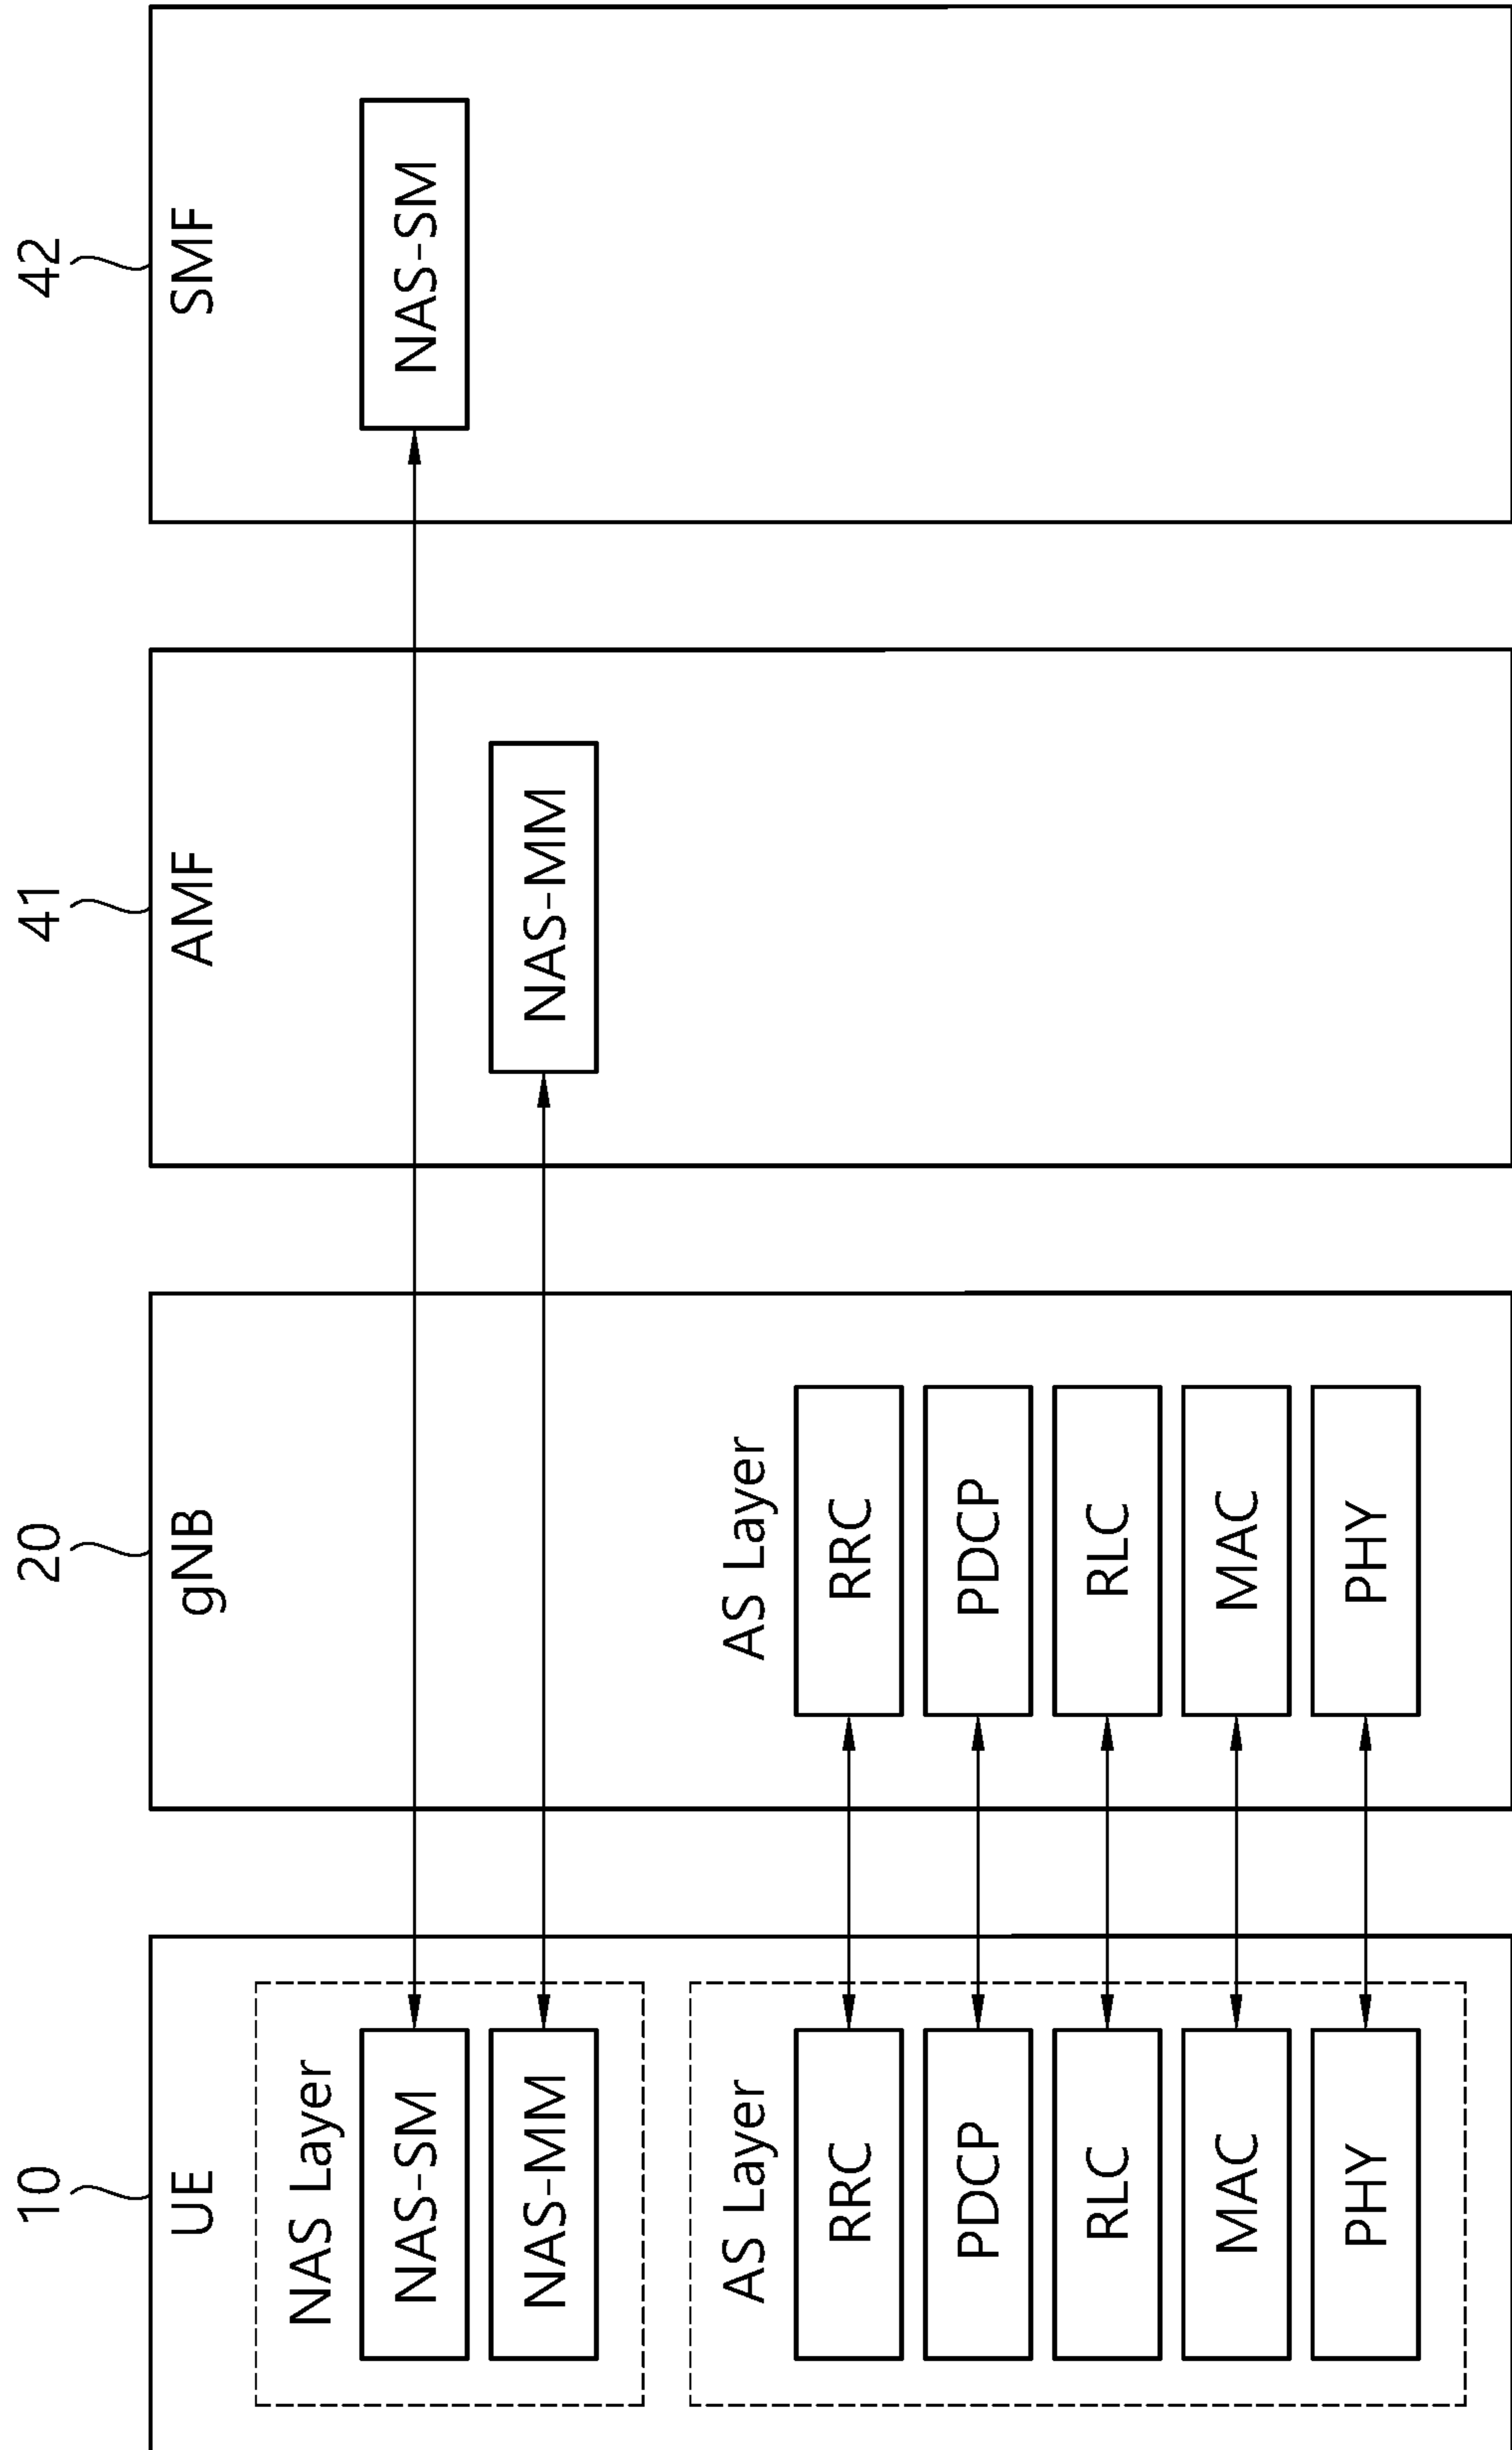 10
20
41
42
UE
gNB
AMF
SMF
NAS Layer
NAS-SM
NAS-SM
NAS-MM
NAS-MM
AS Layer
AS Layer
RRC
RRC
PDCP
PDCP
RLC
RLC
MAC
MAC
PHY
PHY